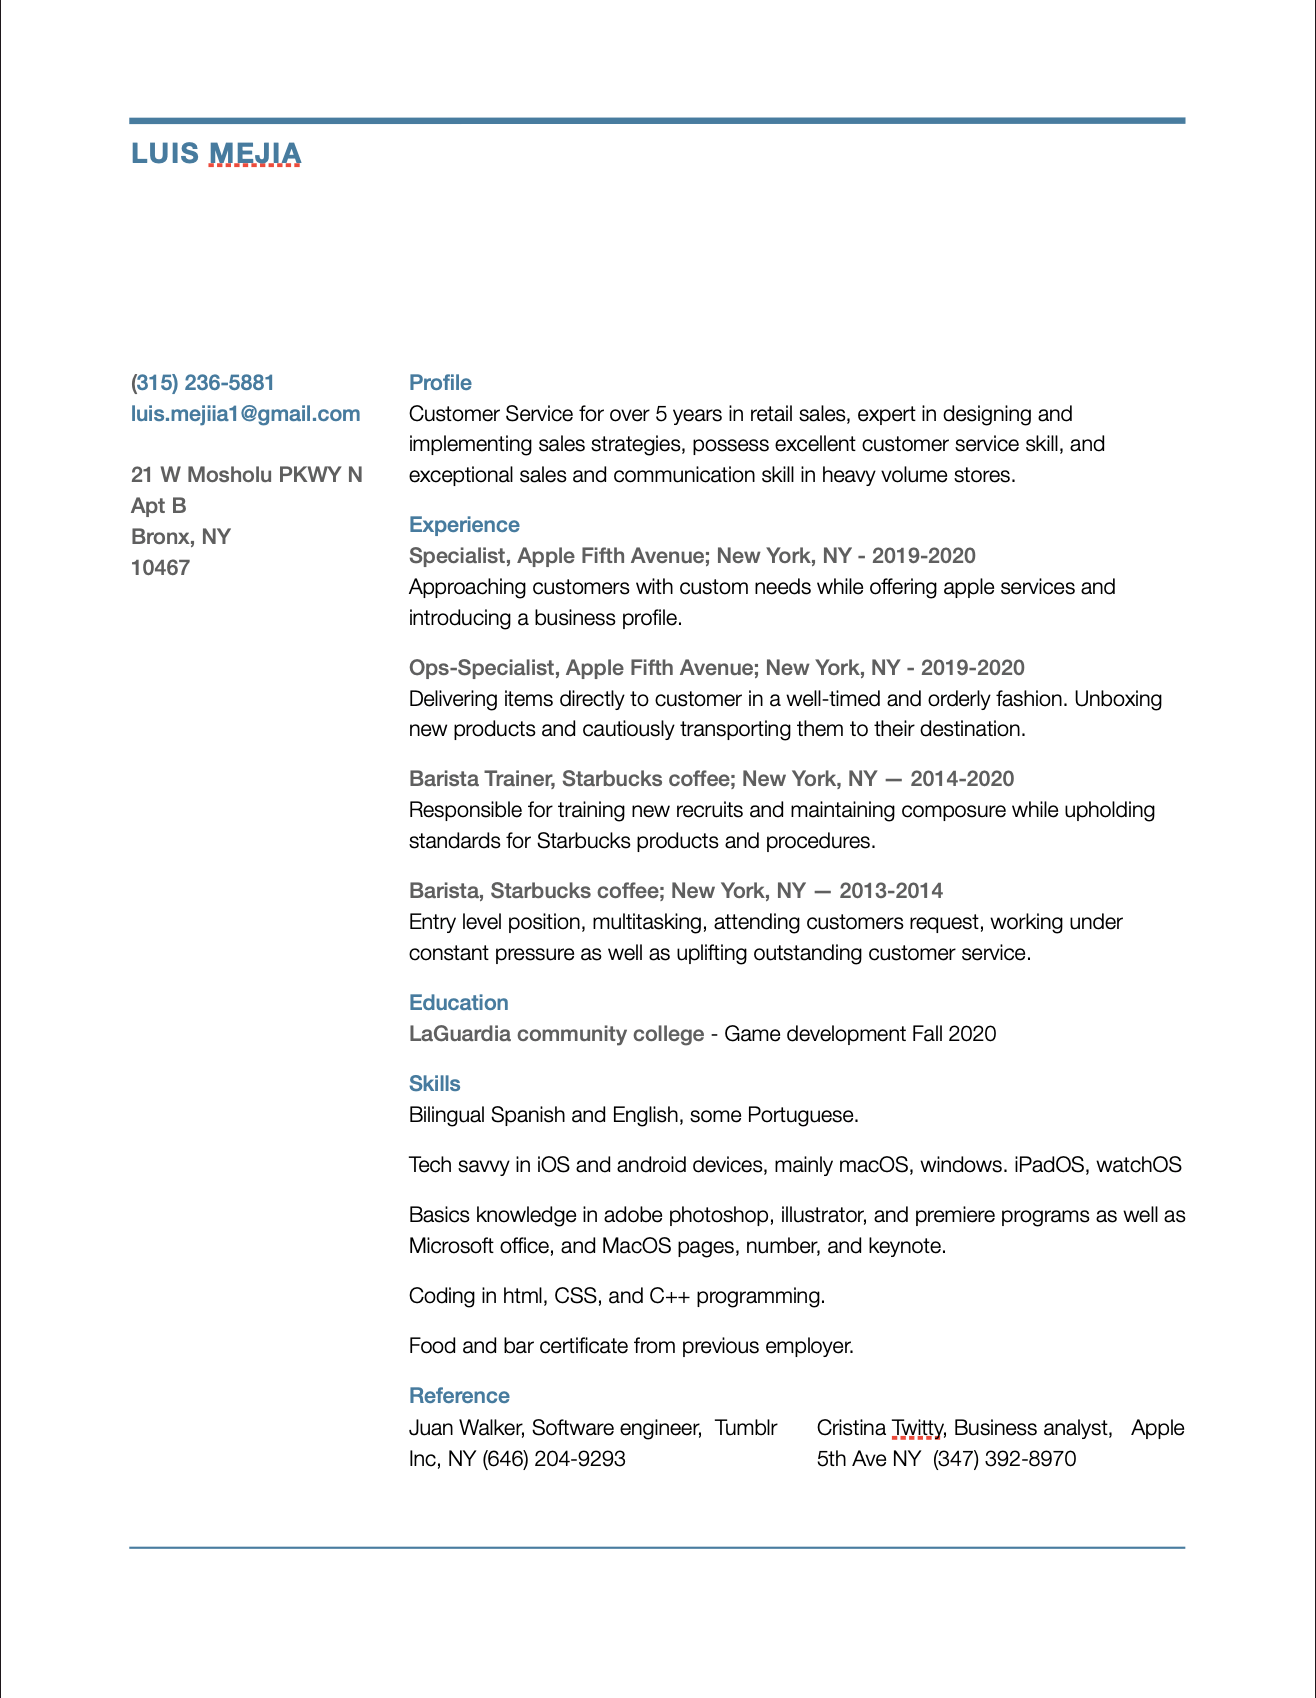 LUIS MEJIA
(315) 236-5881
luis.mejiia1@gmail.com
21 W Mosholu PKWY N
Apt B
Bronx, NY
10467
Profile
Customer Service for over 5 years in retail sales, expert in designing and
implementing sales strategies, possess excellent customer service skill, and
exceptional sales and communication skill in heavy volume stores.
Experience
Specialist, Apple Fifth Avenue; New York, NY - 2019-2020
Approaching customers with custom needs while offering apple services and
introducing a business profile.
Ops-Specialist, Apple Fifth Avenue; New York, NY - 2019-2020
Delivering items directly to customer in a well-timed and orderly fashion. Unboxing
new products and cautiously transporting them to their destination.
Barista Trainer, Starbucks coffee; New York, NY — 2014-2020
Responsible for training new recruits and maintaining composure while upholding
standards for Starbucks products and procedures.
Barista, Starbucks coffee; New York, NY — 2013-2014
Entry level position, multitasking, attending customers request, working under
constant pressure as well as uplifting outstanding customer service.
Education
LaGuardia community college - Game development Fall 2020
Skills
Bilingual Spanish and English, some Portuguese.
Tech savvy in iOS and android devices, mainly macOS, windows. iPadOS, watchOS
Basics knowledge in adobe photoshop, illustrator, and premiere programs as well as
Microsoft office, and MacOS pages, number, and keynote.
Coding in html, CSS, and C++ programming.
Food and bar certificate from previous employer.
Reference
Juan Walker, Software engineer, Tumblr
Inc, NY (646) 204-9293
Cristina Twitty, Business analyst, Apple
5th Ave NY (347) 392-8970